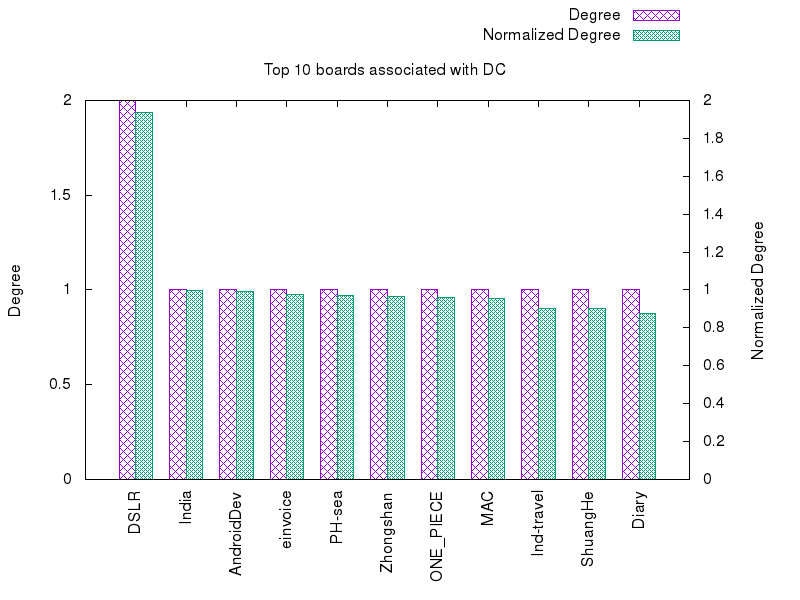 Degree
Normalized Degree
Top 10 boards associated with DC
2
1.5
1
0.5
0
Degree
2
1.8
1.6
1.4
1.2
1
0.8
0.6
0.4
0.2
0
Normalized Degree
DSLR
India
AndroidDev
einvoice
PH-sea
Zhongshan
ONE_PIECE
MAC
Ind-travel
ShuangHe
Diary